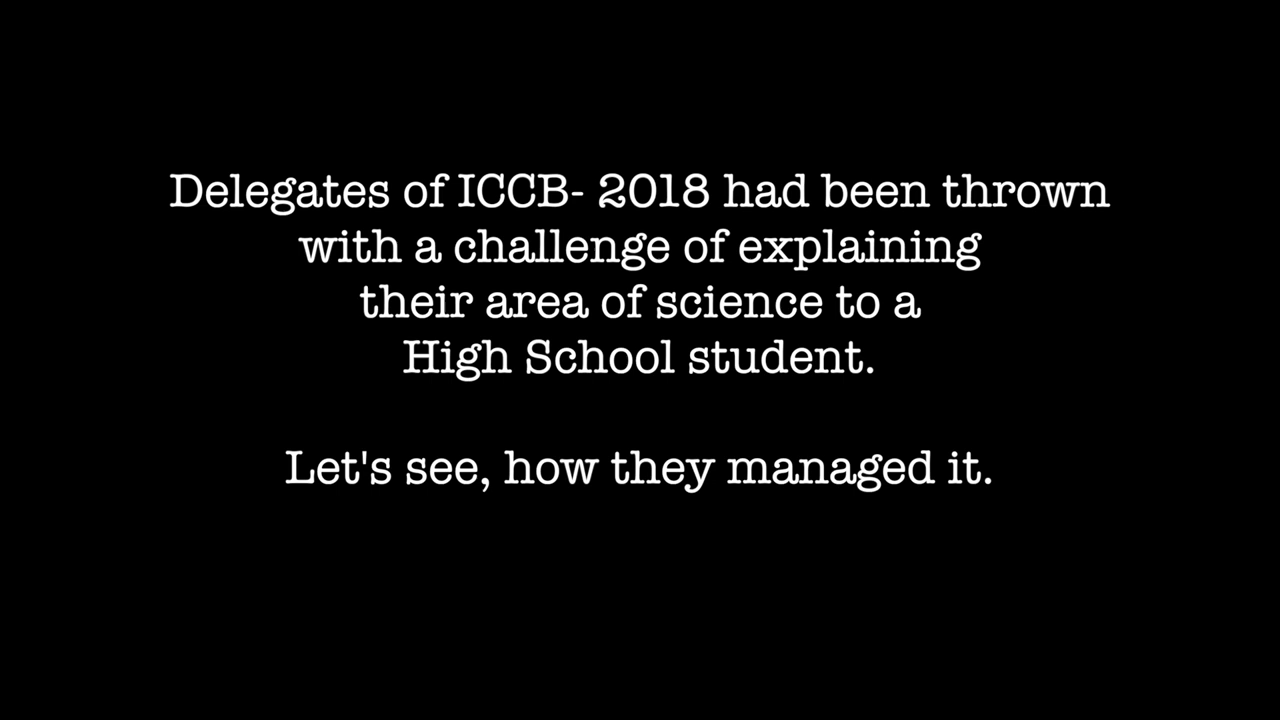 Delegates of ICCB- 2018 had been thrown
with a challenge of explaining
their area of science to a
High School student.
Let's see, how they managed it.